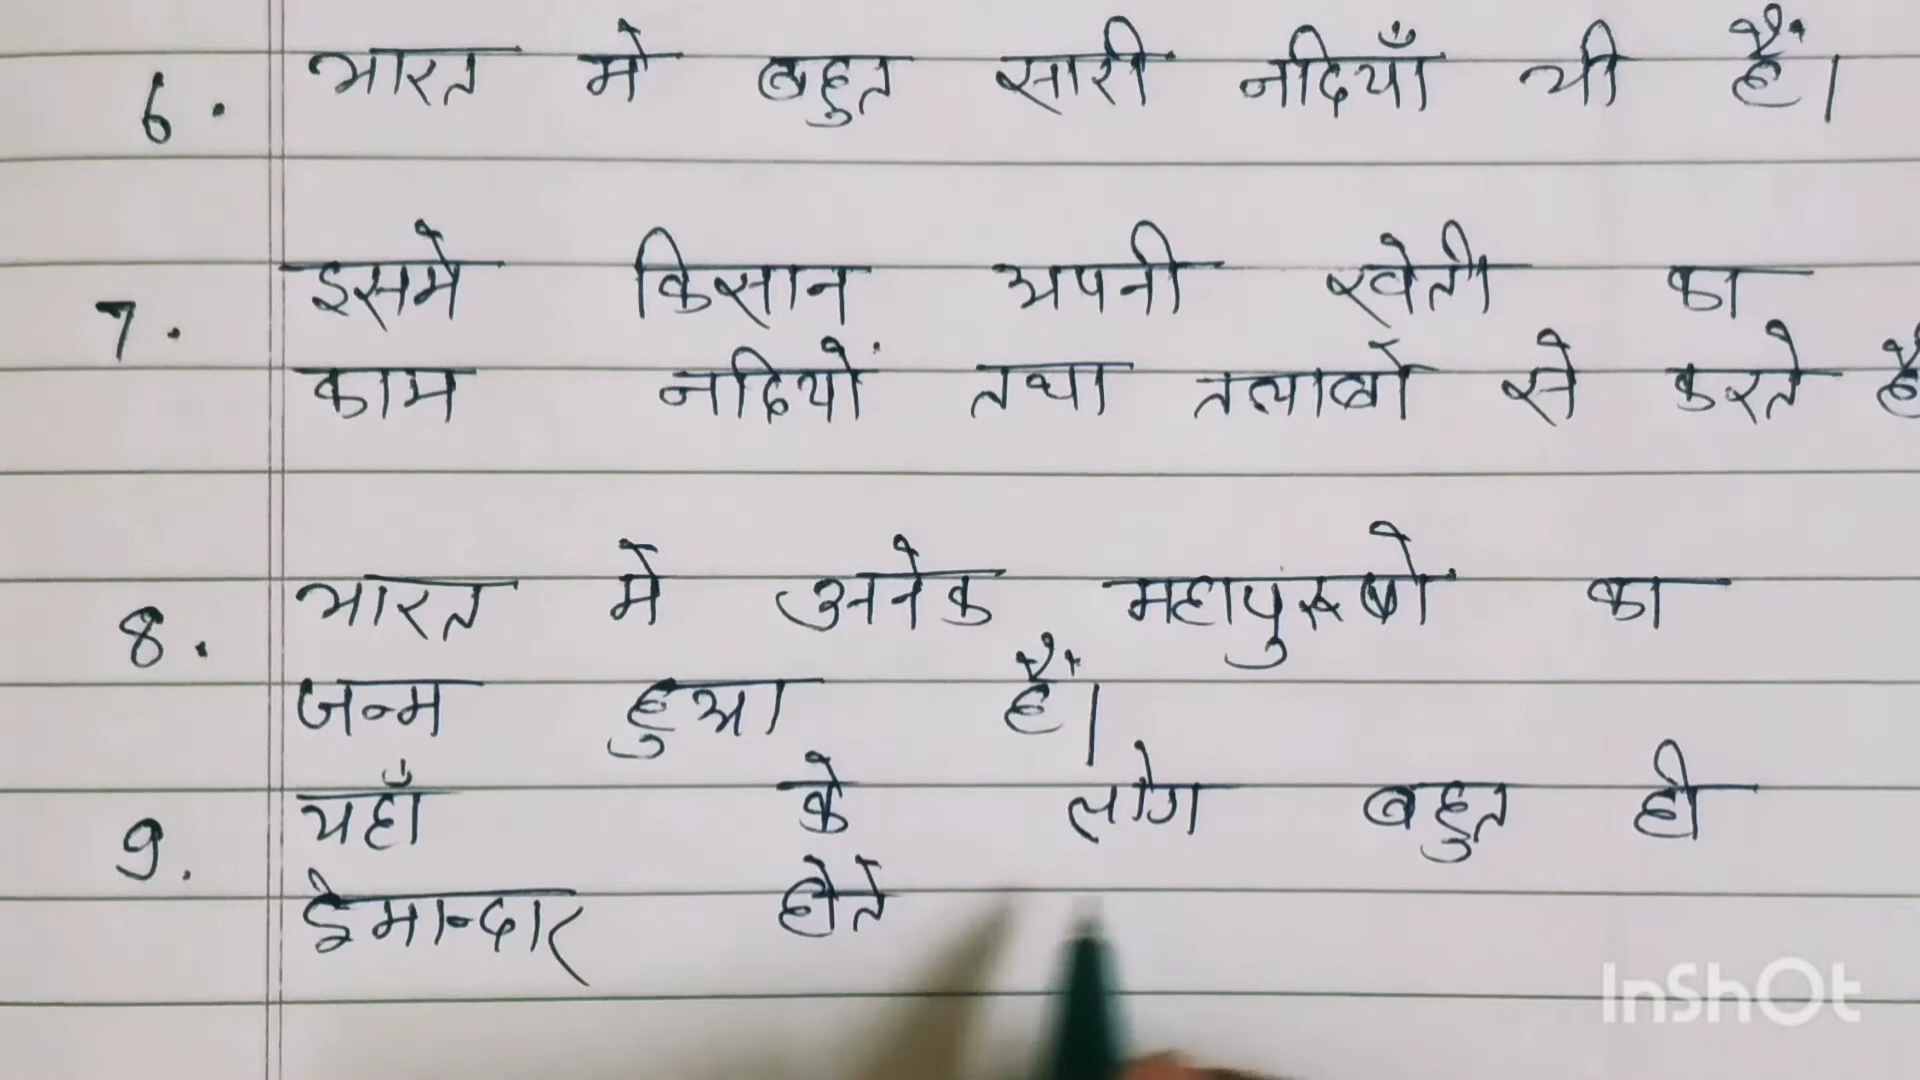 6. भारत मे बहुत सारी नदियाँ भी हैं।
7. इसमे किसान अपनी खेती का
काम नदियों तथा तलाबो से करते है
8. भारत मे अनेक महापुरूषो का
जन्म हुआ हैं।
9. यहाँ के लोग बहुत ही
ईमान्दार होते
InShOt